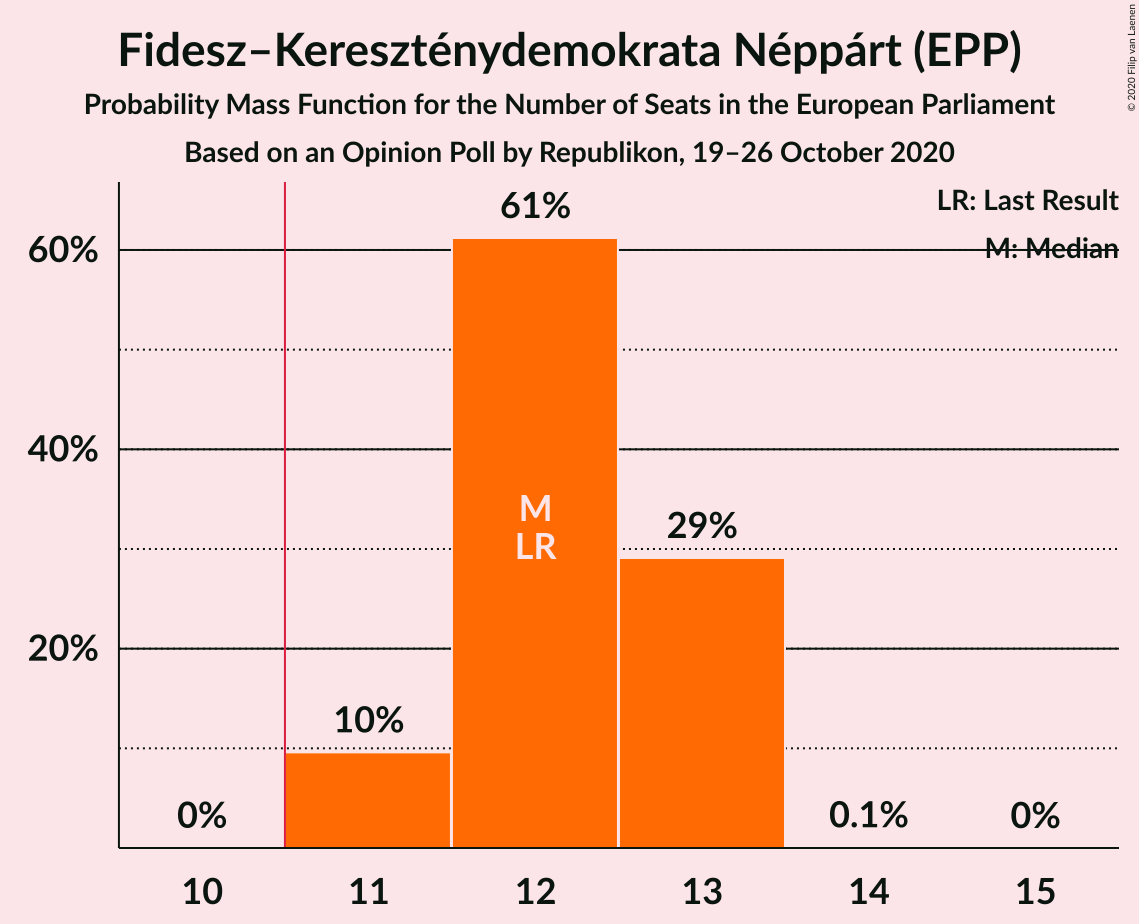 Fidesz–Kereszténydemokrata Néppárt (EPP)
Probability Mass Function for the Number of Seats in the European Parliament
Based on an Opinion Poll by Republikon, 19–26 October 2020
© 2020 Filip van Laenen
LR: Last Result
M: Median
60%
40%
20%
0%
10%
61%
M
LR
29%
0.1%
0%
10
11
12
13
14
15